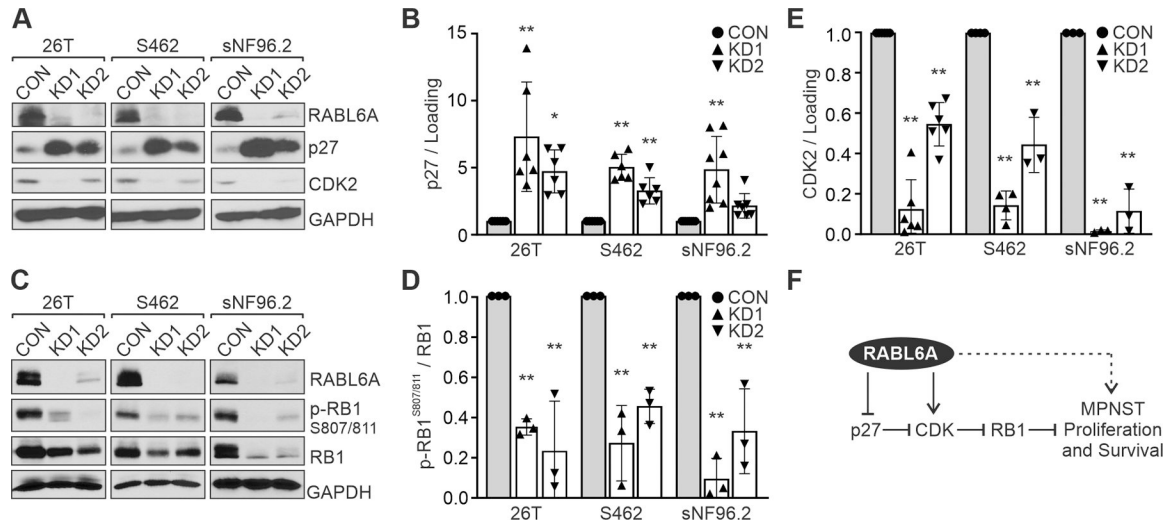 A
26T S462 sNF96.2
CON KD1 KD2 CON KD1 KD2 CON KD1 KD2
RABL6A
p27
CDK2
GAPDH
B
p27 / Loading
15
10
5
0
** * ** ** **
CON
KD1
KD2
26T S462 sNF96.2
E
CDK2 / Loading
1.0
0.8
0.6
0.4
0.2
0.0
** ** ** ** ** **
CON
KD1
KD2
26T S462 sNF96.2
C
26T S462 sNF96.2
CON KD1 KD2 CON KD1 KD2 CON KD1 KD2
RABL6A
p-RB1
S807/811
RB1
GAPDH
D
p-RB1S807/811 / RB1
1.0
0.8
0.6
0.4
0.2
0.0
** ** ** ** ** **
CON
KD1
KD2
26T S462 sNF96.2
F
RABL6A
p27 CDK RB1
MPNST
Proliferation
and Survival